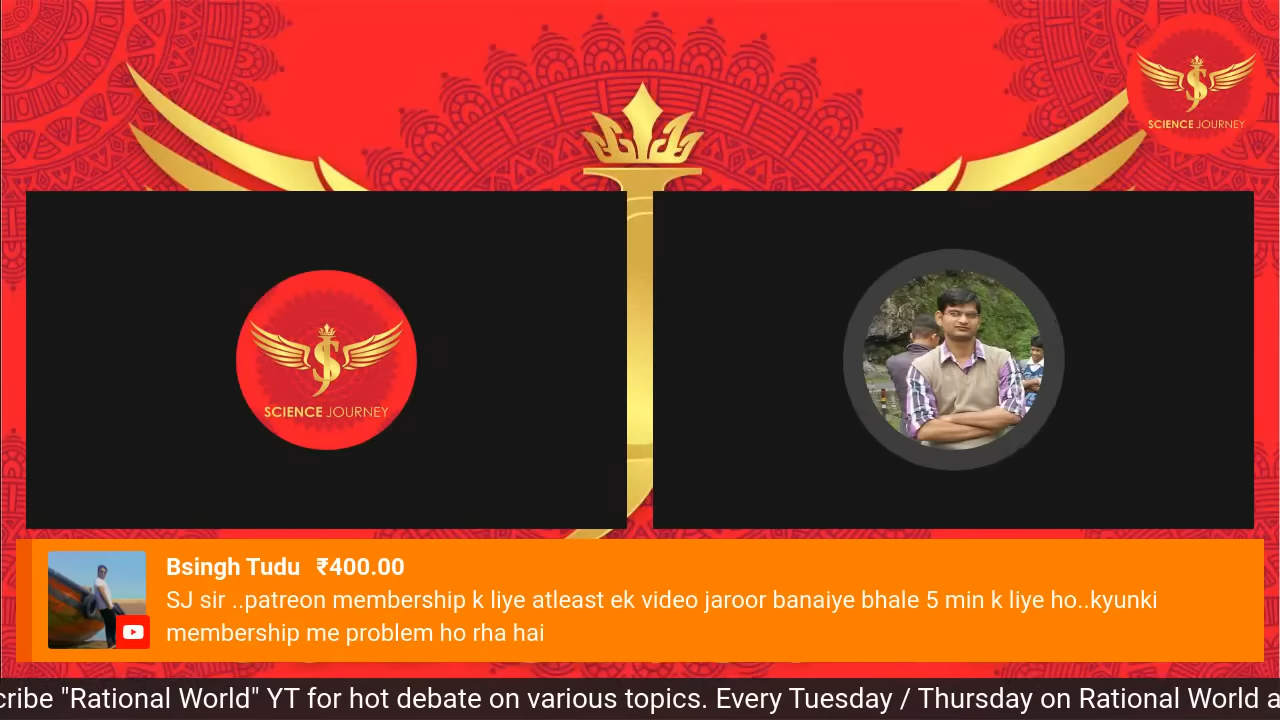 SCIENCE JOURNEY
SCIENCE JOURNEY
Bsingh Tudu ₹400.00
SJ sir ..patreon membership k liye atleast ek video jaroor banaiye bhale 5 min k liye ho..kyunki
membership me problem ho rha hai
cribe "Rational World" YT for hot debate on various topics. Every Tuesday / Thursday on Rational World a